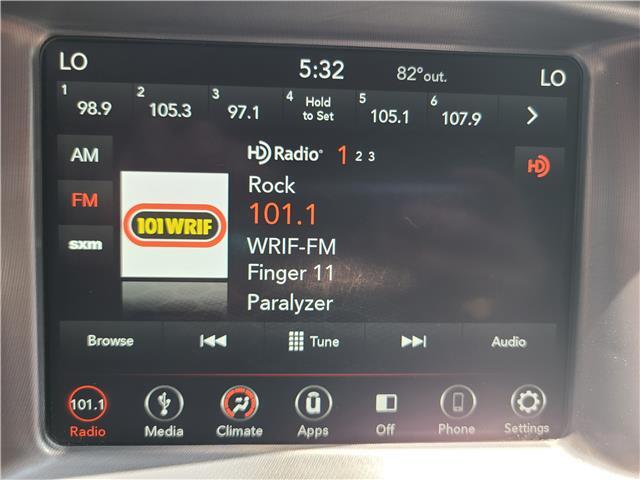 LO 5:32 82° out. LO
1 98.9 2 105.3 3 97.1 4 Hold to Set 5 105.1 6 107.9
AM HD Radio® 1 2 3 HD
Rock
FM 101.1
101 WRIF
sxm WRIF-FM
Finger 11
Paralyzer
Browse Tune Audio
101.1
Radio Media Climate Apps Off Phone Settings